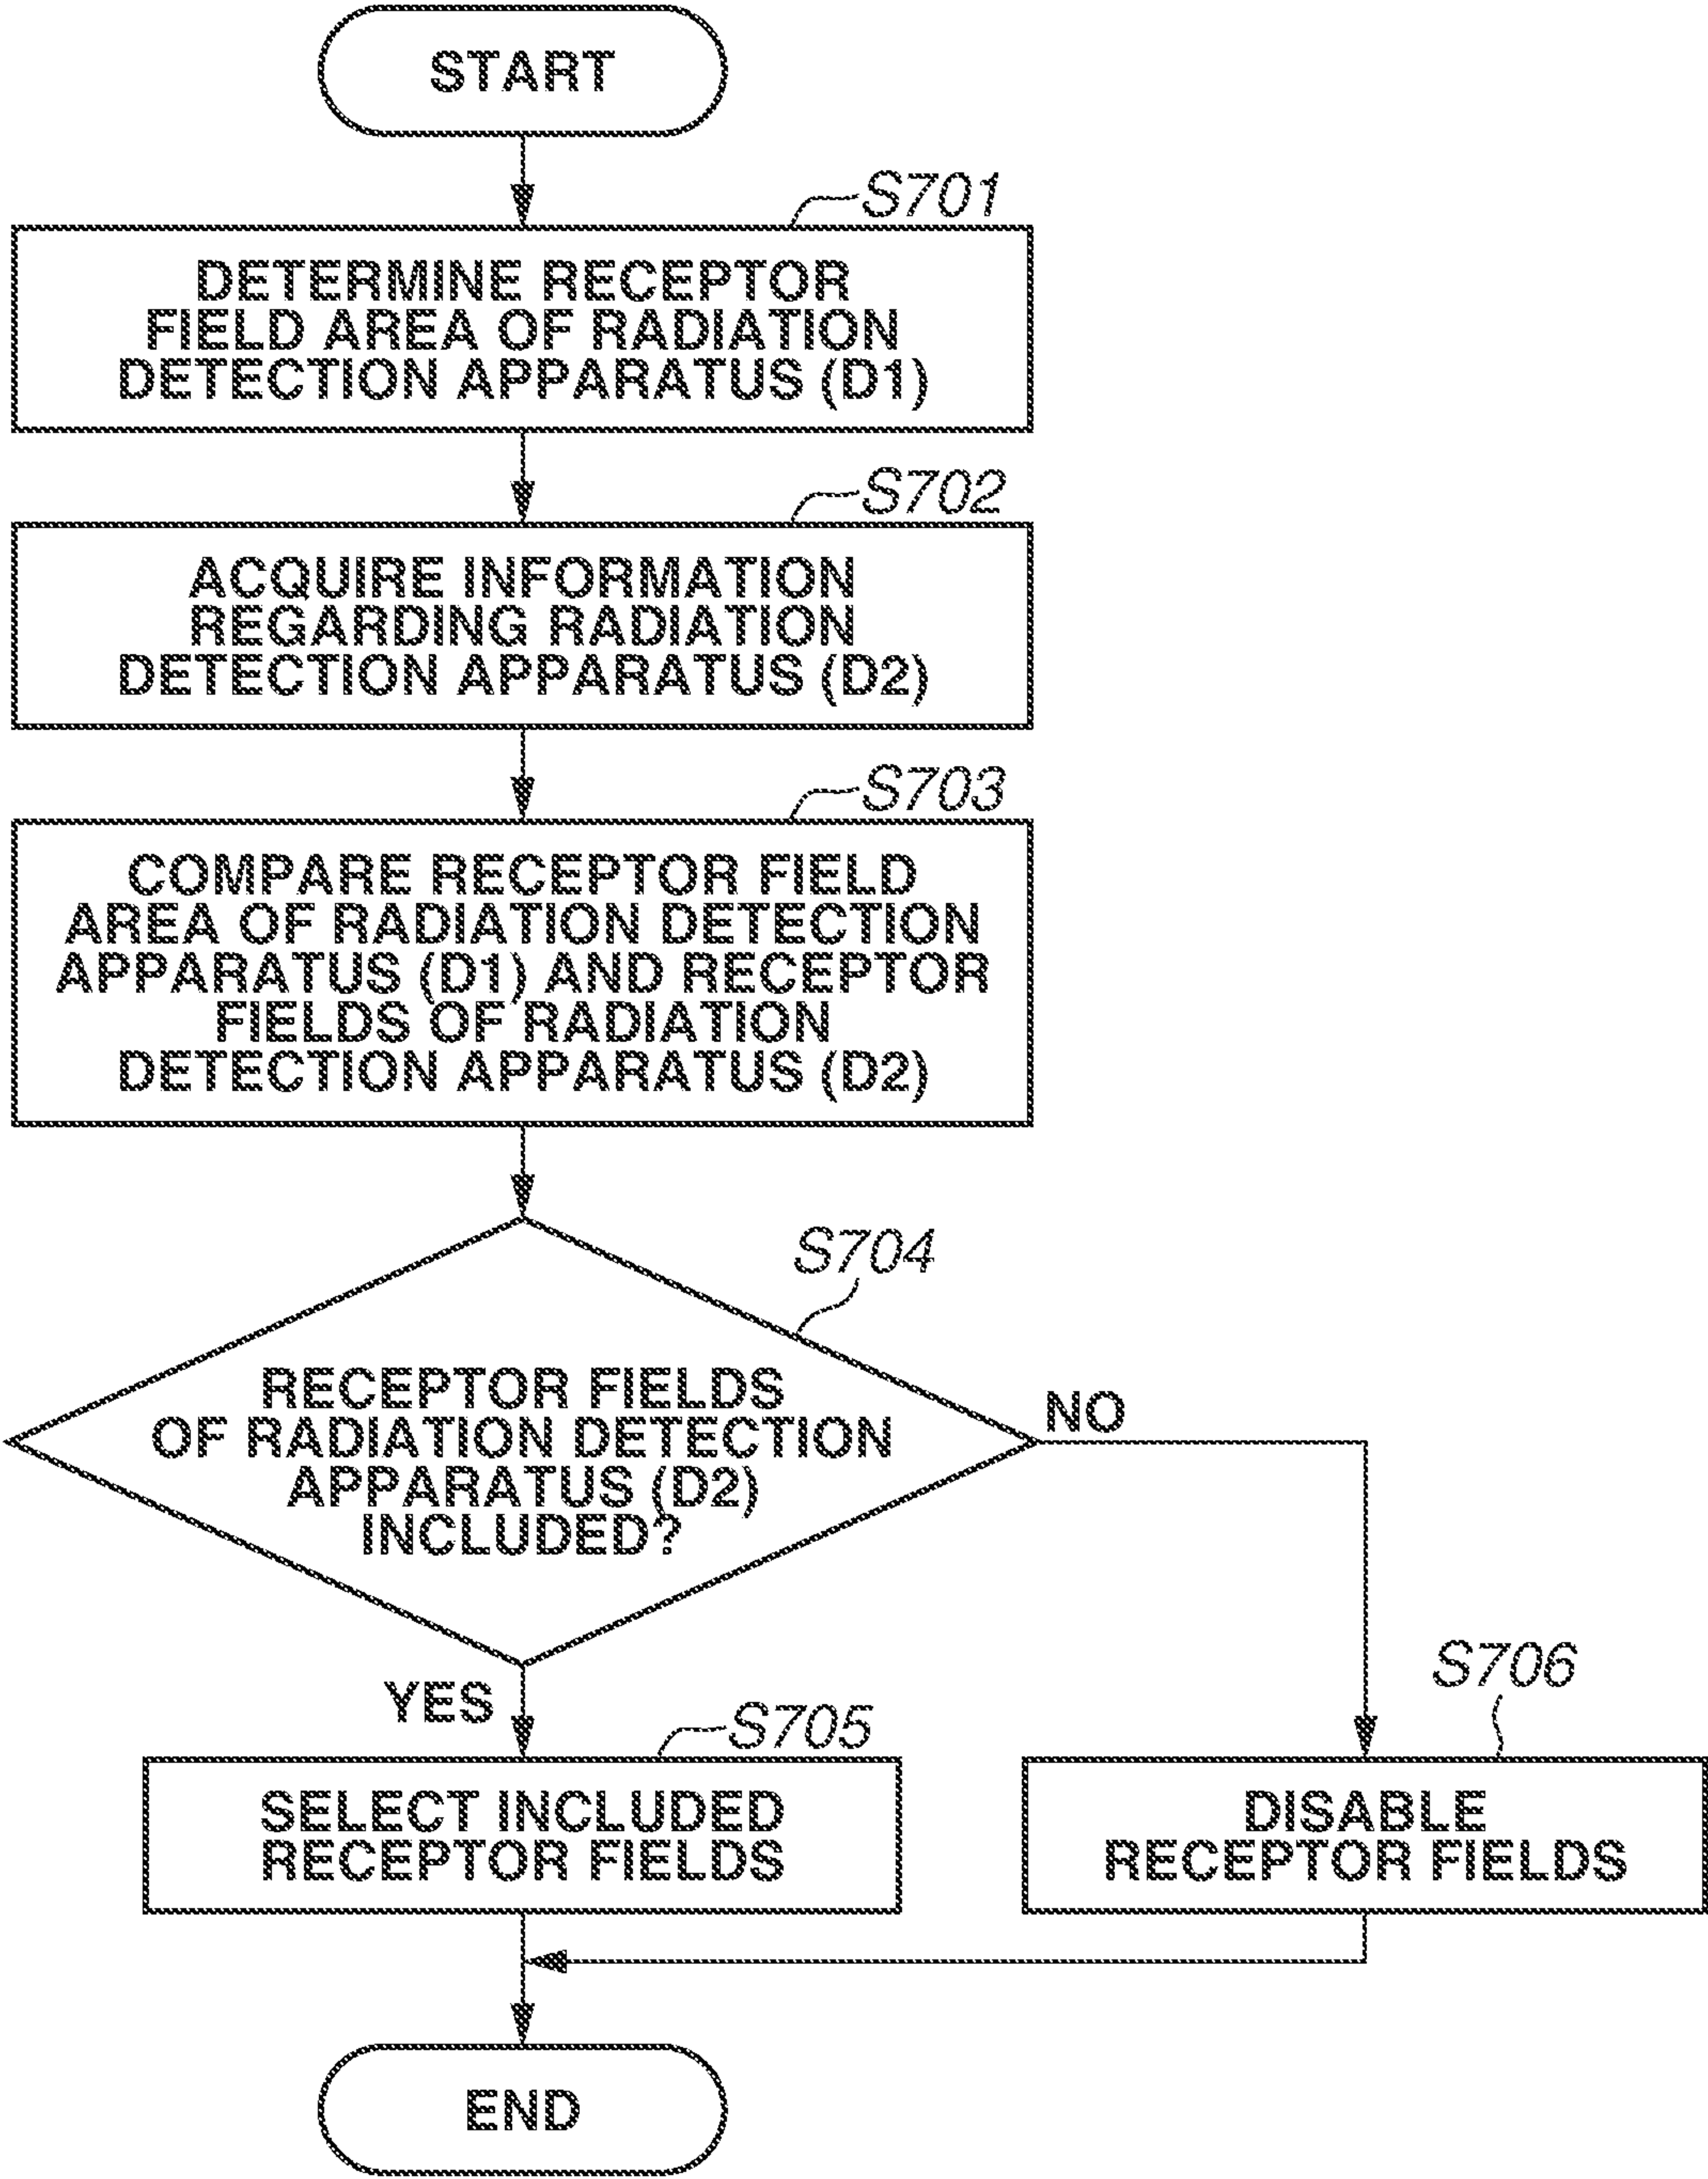 START
S701
DETERMINE RECEPTOR
FIELD AREA OF RADIATION
DETECTION APPARATUS (D1)
S702
ACQUIRE INFORMATION
REGARDING RADIATION
DETECTION APPARATUS (D2)
S703
COMPARE RECEPTOR FIELD
AREA OF RADIATION DETECTION
APPARATUS (D1) AND RECEPTOR
FIELDS OF RADIATION
DETECTION APPARATUS (D2)
S704
RECEPTOR FIELDS
OF RADIATION DETECTION
APPARATUS (D2)
INCLUDED?
NO
YES
S705
SELECT INCLUDED
RECEPTOR FIELDS
S706
DISABLE
RECEPTOR FIELDS
END